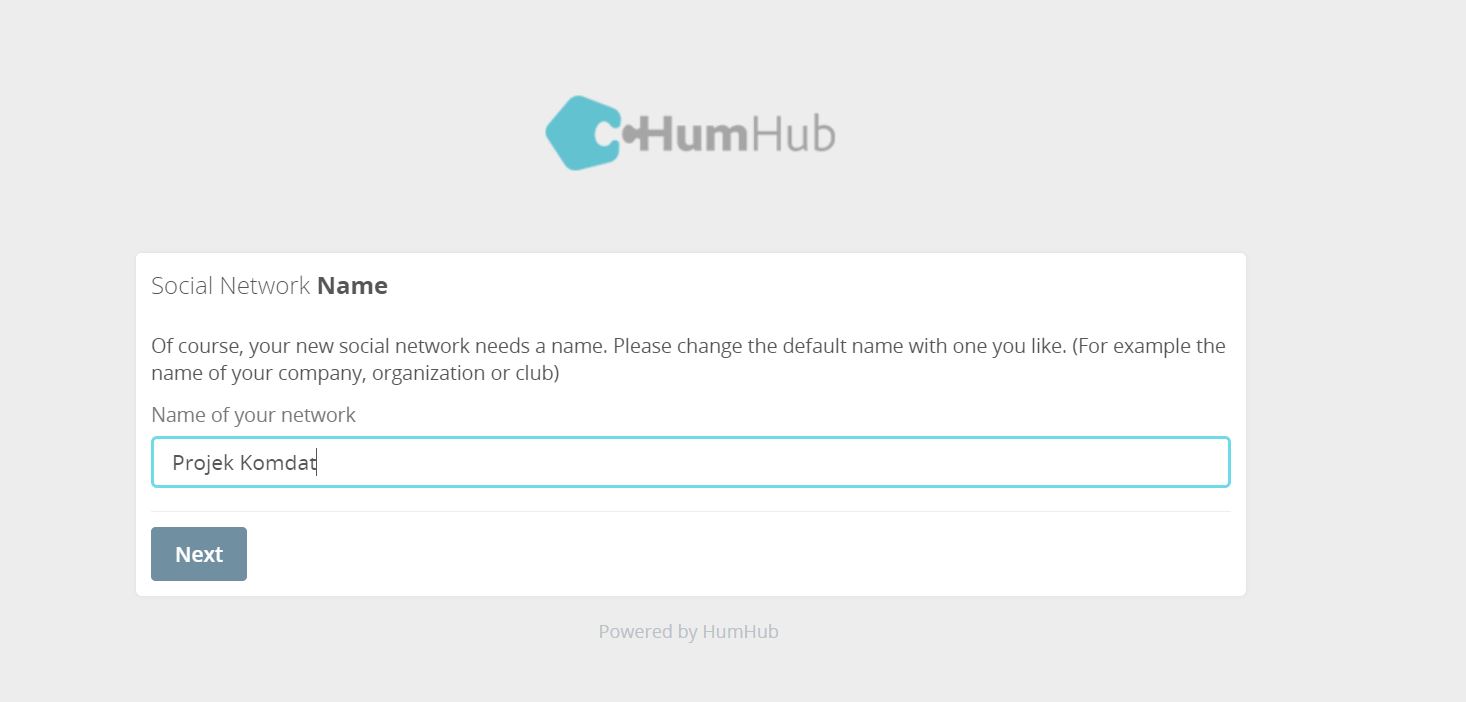 HumHub
Social Network Name
Of course, your new social network needs a name. Please change the default name with one you like. (For example the
name of your company, organization or club)
Name of your network
Projek Komdat
Next
Powered by HumHub